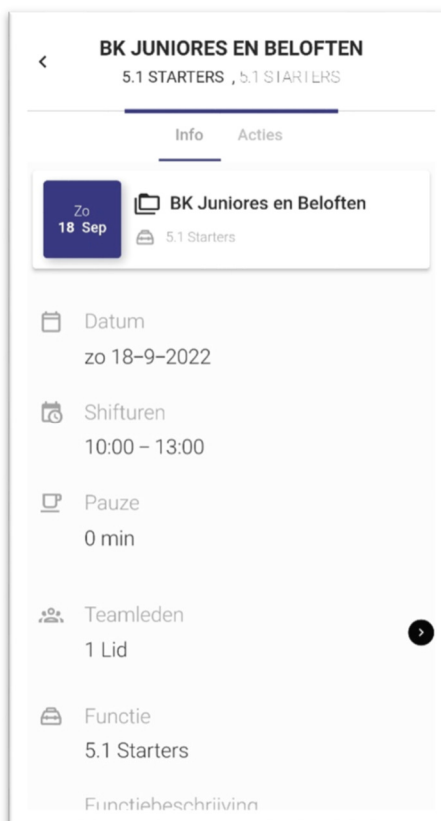 BK JUNIORES EN BELOFTEN
5.1 STARTERS , 5.1 STARTERS
Info Acties
Zo
18 Sep
BK Juniores en Beloften
5.1 Starters
Datum
zo 18-9-2022
Shifturen
10:00 – 13:00
Pauze
0 min
Teamleden
1 Lid
Functie
5.1 Starters
Functiebeschrijving